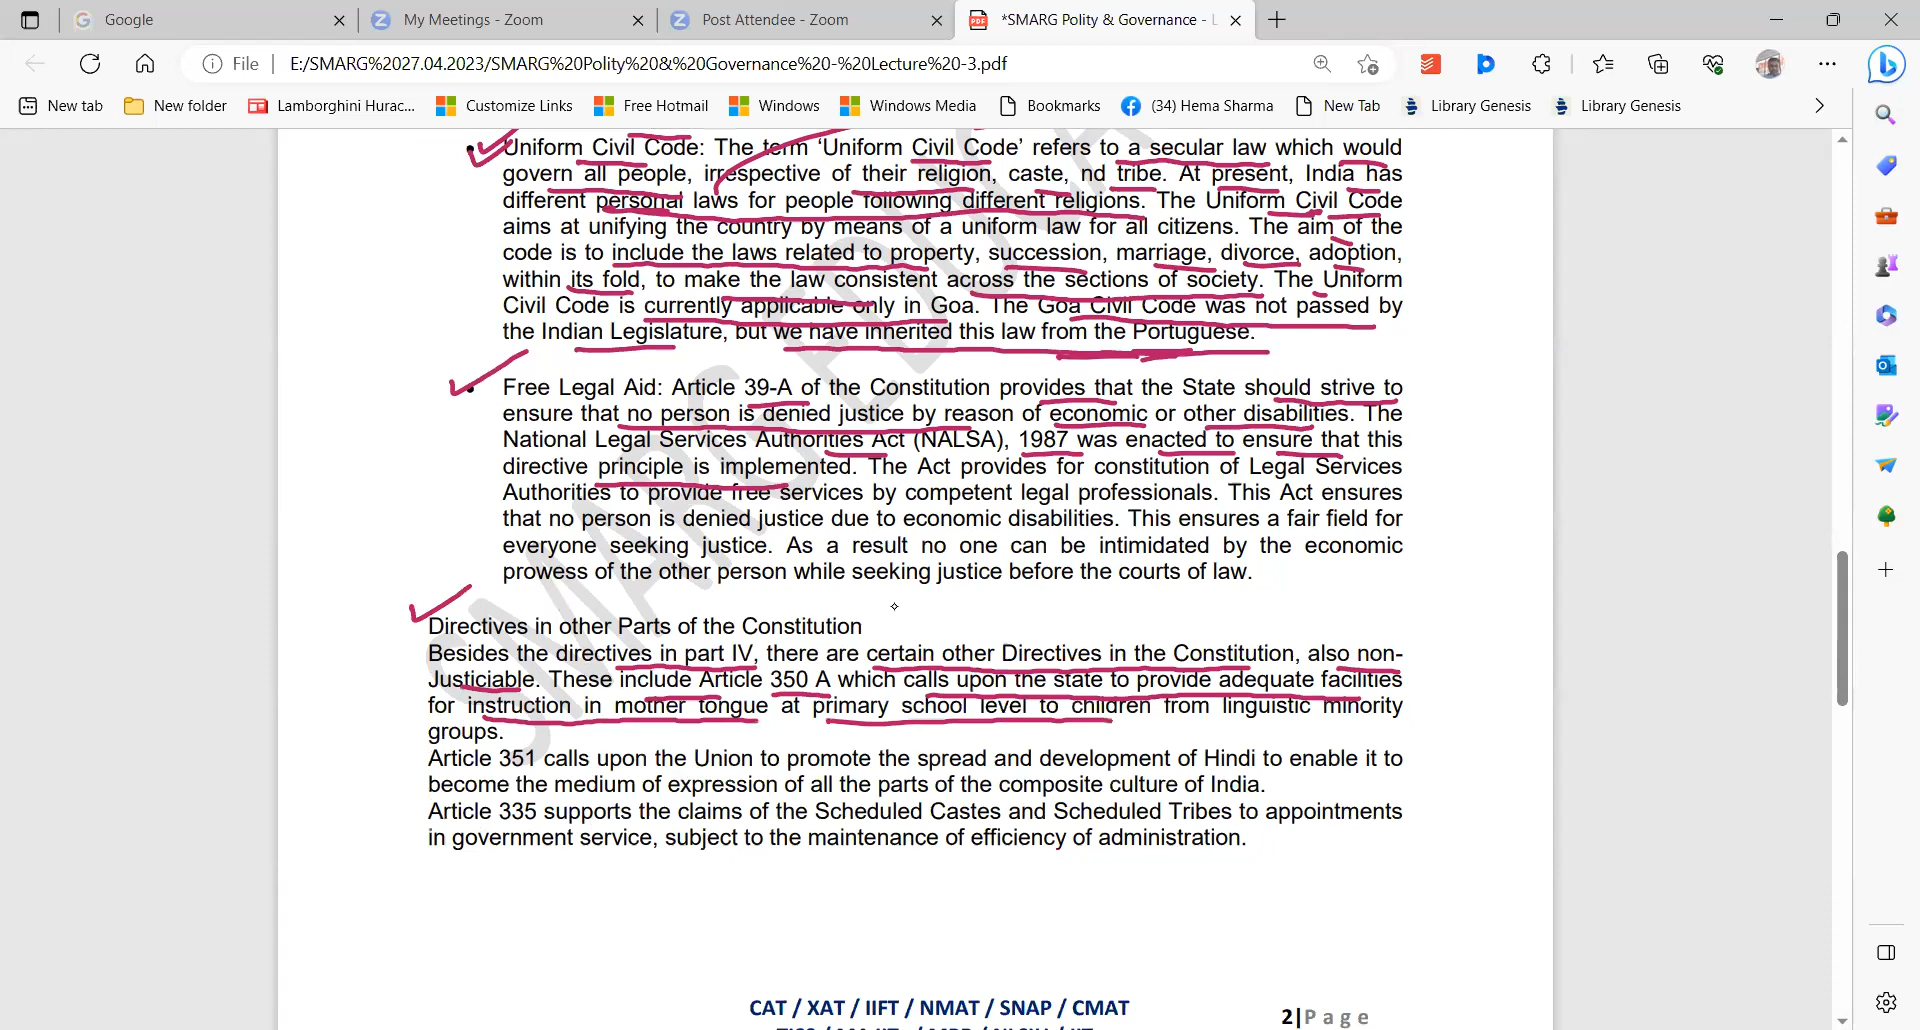 Google
My Meetings - Zoom
Post Attendee - Zoom
*SMARG Polity & Governance - L
File
E:/SMARG%2027.04.2023/SMARG%20Polity%20&%20Governance%20-%20Lecture%20-3.pdf
New tab
New folder
Lamborghini Hurac...
Customize Links
Free Hotmail
Windows
Windows Media
Bookmarks
(34) Hema Sharma
New Tab
Library Genesis
Library Genesis
Uniform Civil Code: The term ‘Uniform Civil Code’ refers to a secular law which would
govern all people, irrespective of their religion, caste, nd tribe. At present, India has
different personal laws for people following different religions. The Uniform Civil Code
aims at unifying the country by means of a uniform law for all citizens. The aim of the
code is to include the laws related to property, succession, marriage, divorce, adoption,
within its fold, to make the law consistent across the sections of society. The Uniform
Civil Code is currently applicable only in Goa. The Goa Civil Code was not passed by
the Indian Legislature, but we have inherited this law from the Portuguese.
Free Legal Aid: Article 39-A of the Constitution provides that the State should strive to
ensure that no person is denied justice by reason of economic or other disabilities. The
National Legal Services Authorities Act (NALSA), 1987 was enacted to ensure that this
directive principle is implemented. The Act provides for constitution of Legal Services
Authorities to provide free services by competent legal professionals. This Act ensures
that no person is denied justice due to economic disabilities. This ensures a fair field for
everyone seeking justice. As a result no one can be intimidated by the economic
prowess of the other person while seeking justice before the courts of law.
Directives in other Parts of the Constitution
Besides the directives in part IV, there are certain other Directives in the Constitution, also non-
Justiciable. These include Article 350 A which calls upon the state to provide adequate facilities
for instruction in mother tongue at primary school level to children from linguistic minority
groups.
Article 351 calls upon the Union to promote the spread and development of Hindi to enable it to
become the medium of expression of all the parts of the composite culture of India.
Article 335 supports the claims of the Scheduled Castes and Scheduled Tribes to appointments
in government service, subject to the maintenance of efficiency of administration.
CAT / XAT / IIFT / NMAT / SNAP / CMAT
2|Page